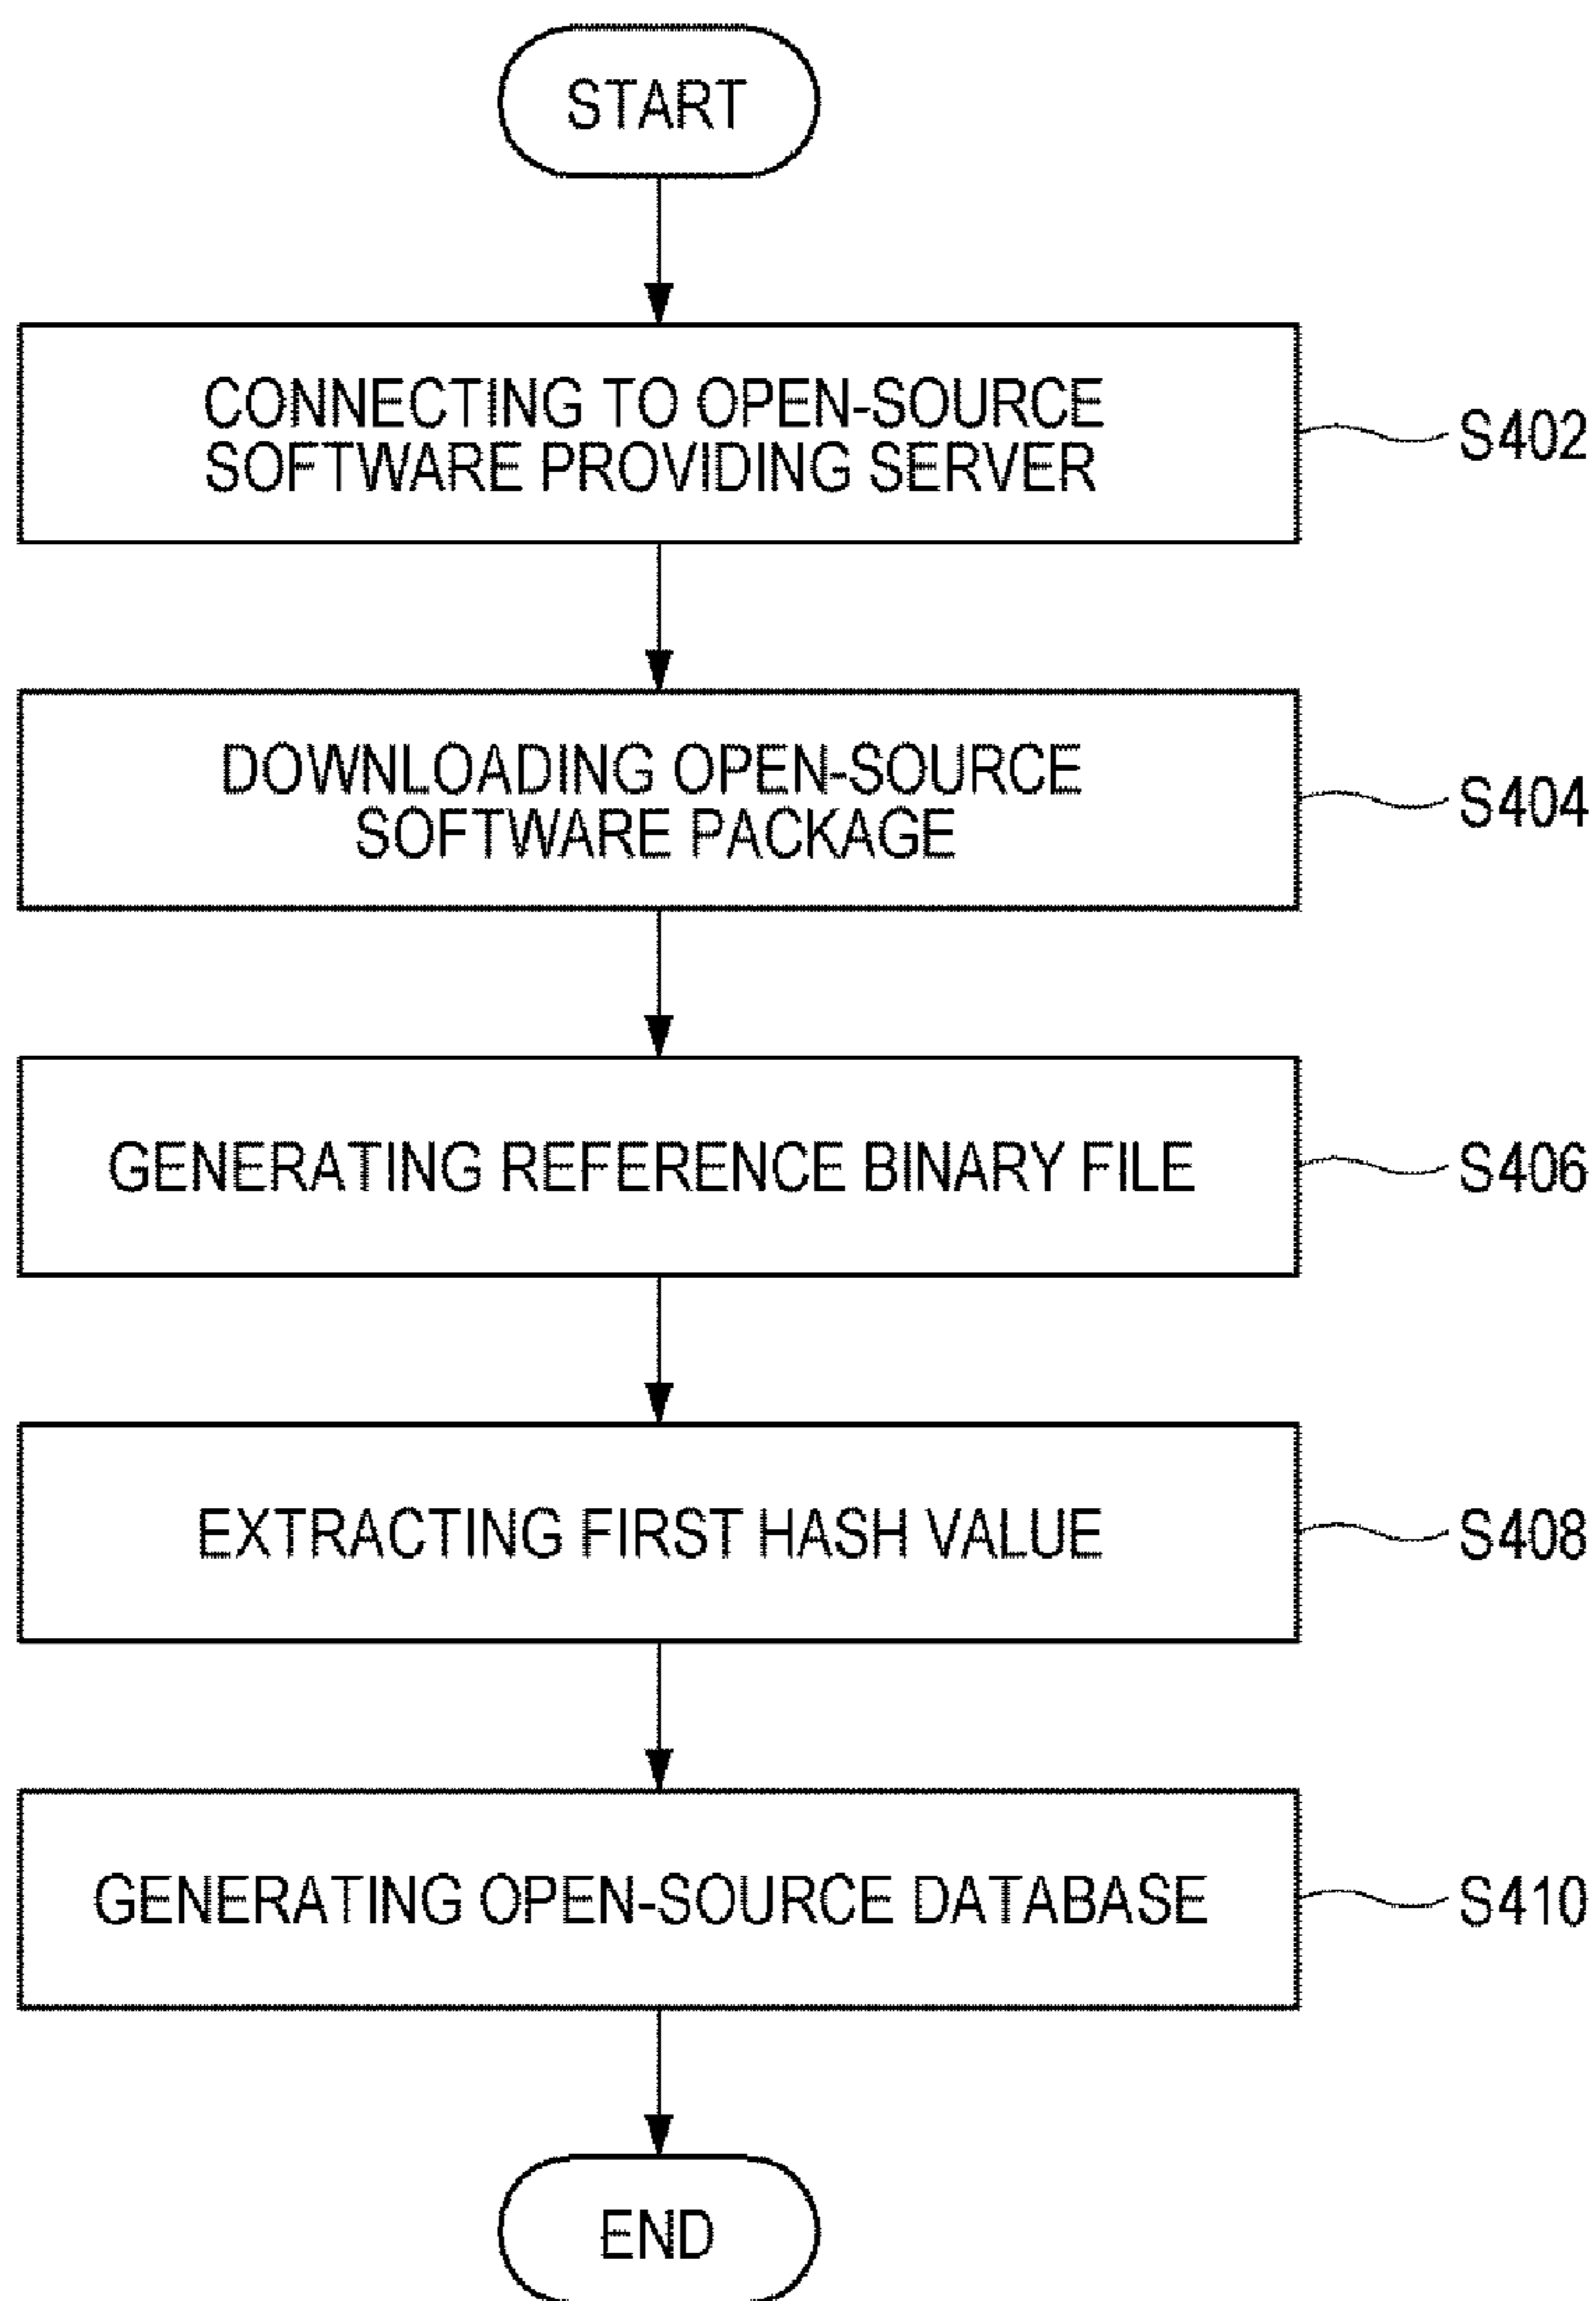 START
CONNECTING TO OPEN-SOURCE
SOFTWARE PROVIDING SERVER
S402
DOWNLOADING OPEN-SOURCE
SOFTWARE PACKAGE
S404
GENERATING REFERENCE BINARY FILE
S406
EXTRACTING FIRST HASH VALUE
S408
GENERATING OPEN-SOURCE DATABASE
S410
END